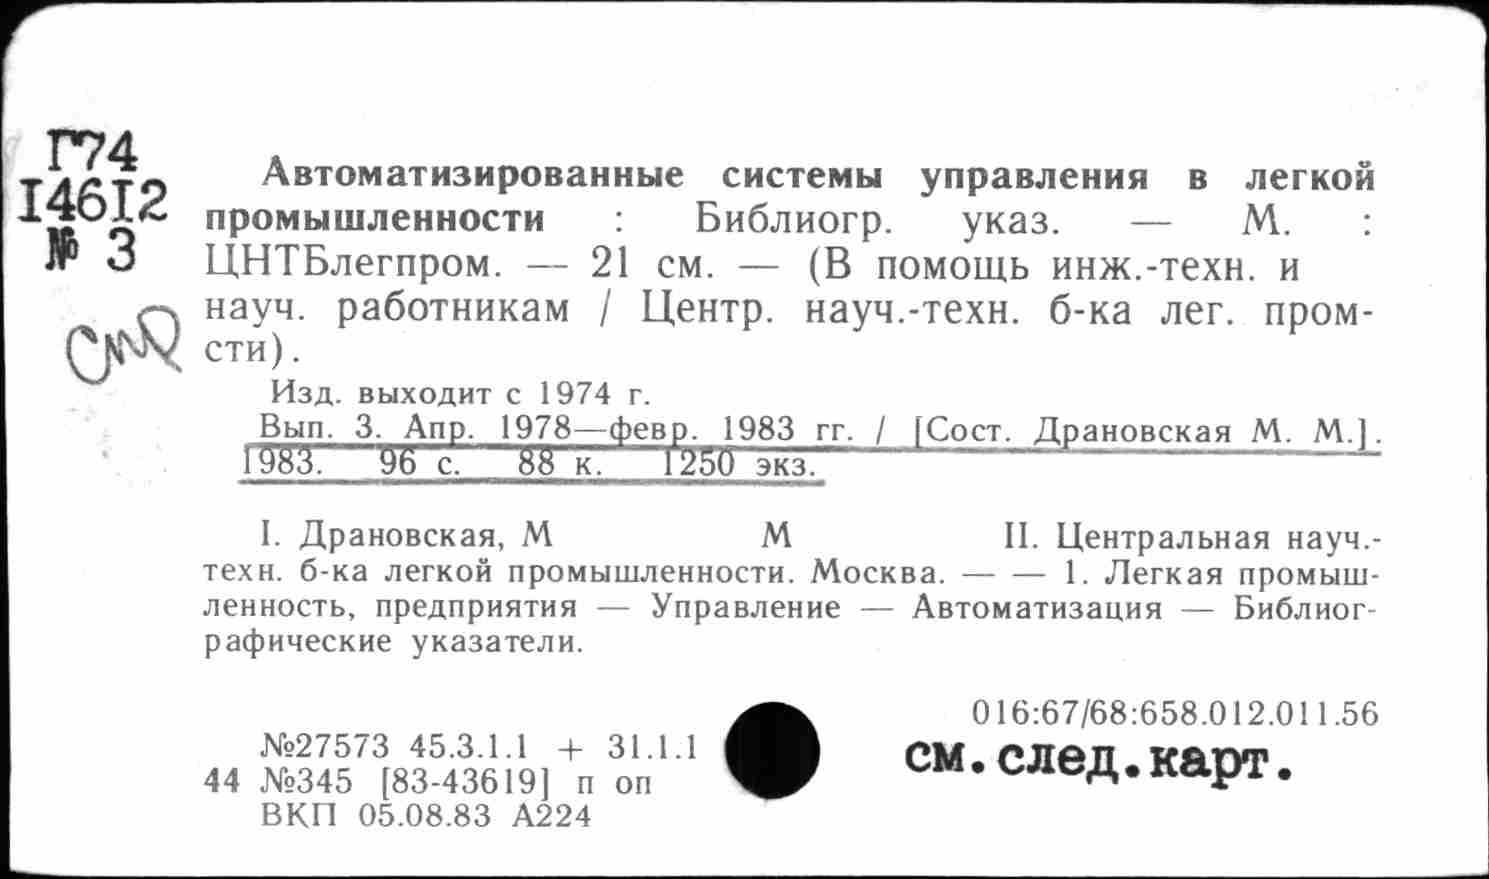 Г74
I46I2
№ 3
Автоматизированные системы управления в легкой
промышленности : Библиогр. указ. — М. :
ЦНТБлегпром. — 21 см. — (В помощь инж.-техн. и
науч. работникам / Центр. науч.-техн. б-ка лег. пром-
сти).
Изд. выходит с 1974 г.
Вып. 3. Апр. 1978—февр. 1983 гг. / [Сост. Драновская М. М.].
1983. 96 с. 88 к. 1250 экз.
I. Драновская, М М II. Центральная науч.-
техн. б-ка легкой промышленности. Москва. — — 1. Легкая промыш-
ленность, предприятия — Управление — Автоматизация — Библиог-
рафические указатели.
016:67/68:658.012.011.56
№27573 45.3.1.1 + 31.1.1
см.след.карт.
44 №345 [83-43619] п оп
ВКП 05.08.83 А224